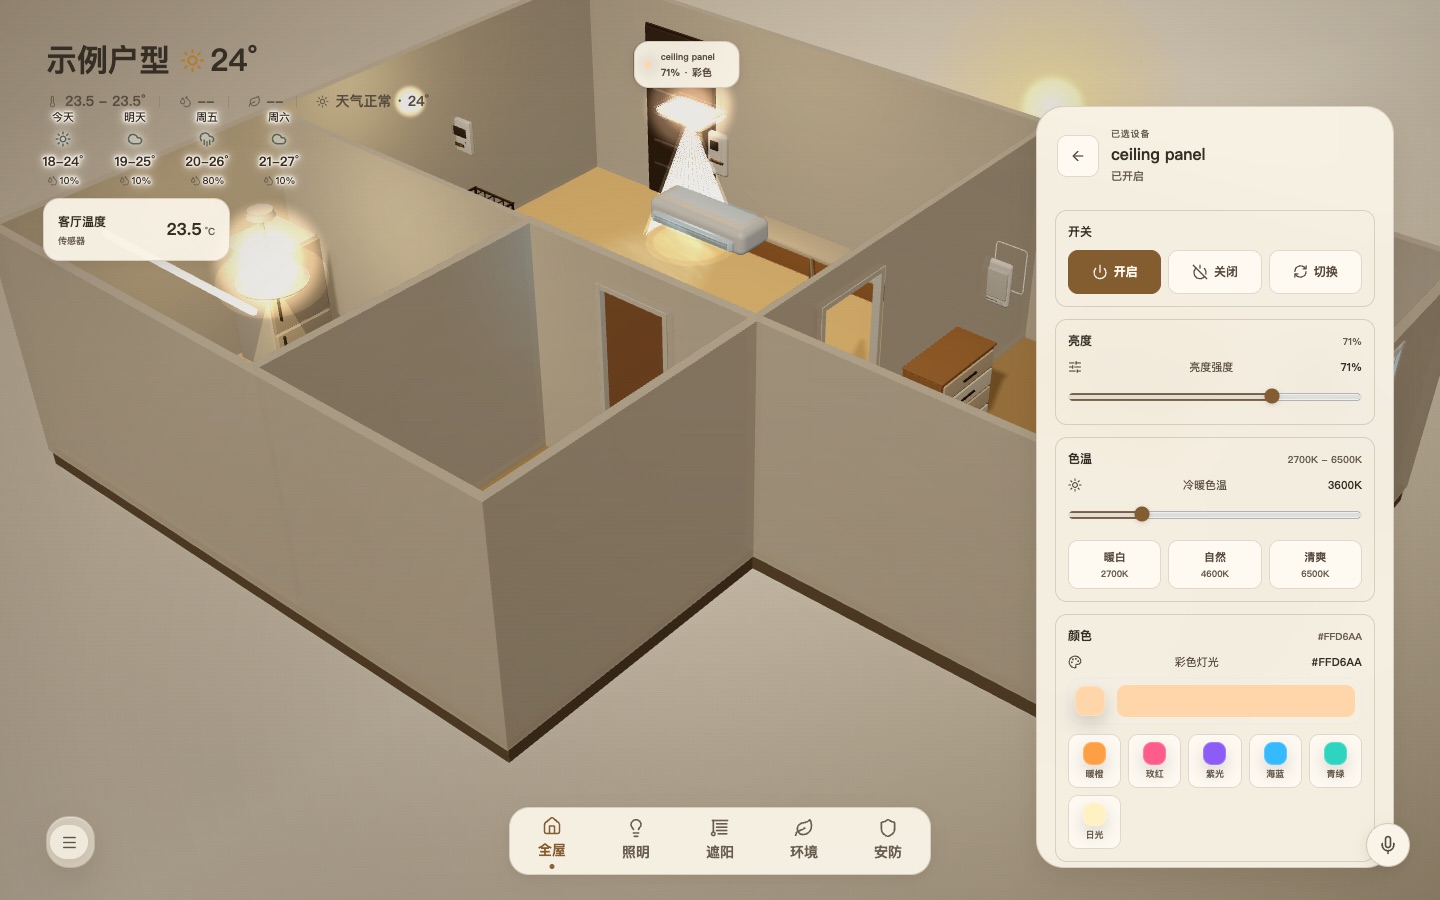 示例户型 24°
23.5 – 23.5° -- -- 天气正常 · 24°
今天 明天 周五 周六
18–24° 19–25° 20–26° 21–27°
10% 10% 80% 10%
客厅温度
传感器
23.5 °C
ceiling panel
71% · 彩色
已选设备
ceiling panel
已开启
开关
开启 关闭 切换
亮度 71%
亮度强度 71%
色温 2700K – 6500K
冷暖色温 3600K
暖白 自然 清爽
2700K 4600K 6500K
颜色 #FFD6AA
彩色灯光 #FFD6AA
暖橙 玫红 紫光 海蓝 青绿
日光
全屋 照明 遮阳 环境 安防